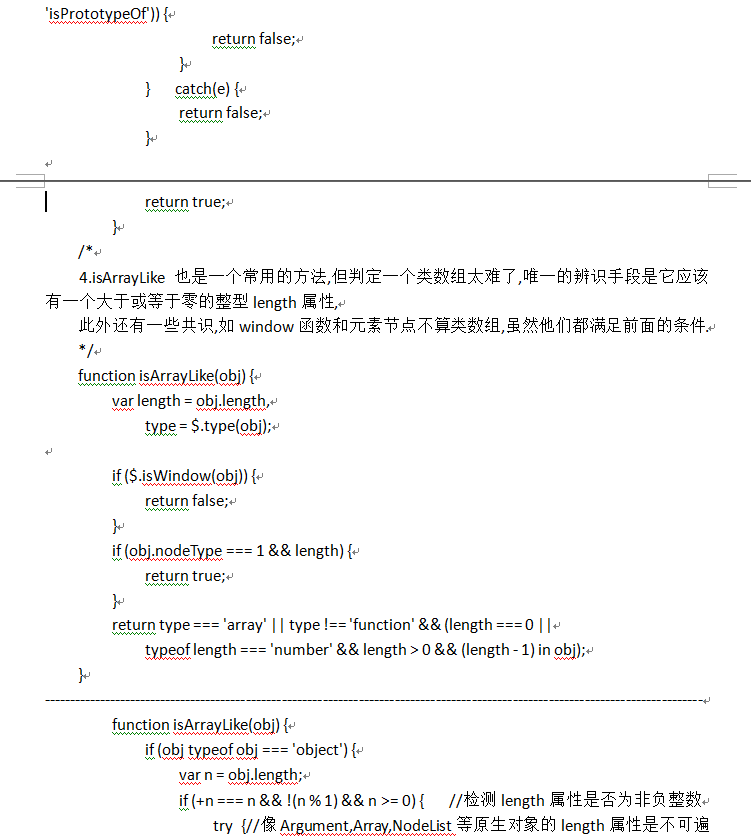 'isPrototypeOf')) {
return false;
}
} catch(e) {
return false;
}
return true;
}
/*
4.isArrayLike 也是一个常用的方法,但判定一个类数组太难了,唯一的辨识手段是它应该
有一个大于或等于零的整型 length 属性,
此外还有一些共识,如 window 函数和元素节点不算类数组,虽然他们都满足前面的条件.
*/
function isArrayLike(obj) {
var length = obj.length,
type = $.type(obj);
if ($.isWindow(obj)) {
return false;
}
if (obj.nodeType === 1 && length) {
return true;
}
return type === 'array' || type !== 'function' && (length === 0 ||
typeof length === 'number' && length > 0 && (length - 1) in obj);
}
----------------------------------------------------------------------------------------------------------------------------------
function isArrayLike(obj) {
if (obj typeof obj === 'object') {
var n = obj.length;
if (+n === n && !(n % 1) && n >= 0) { //检测 length 属性是否为非负整数
try {//像 Argument,Array,NodeList 等原生对象的 length 属性是不可遍